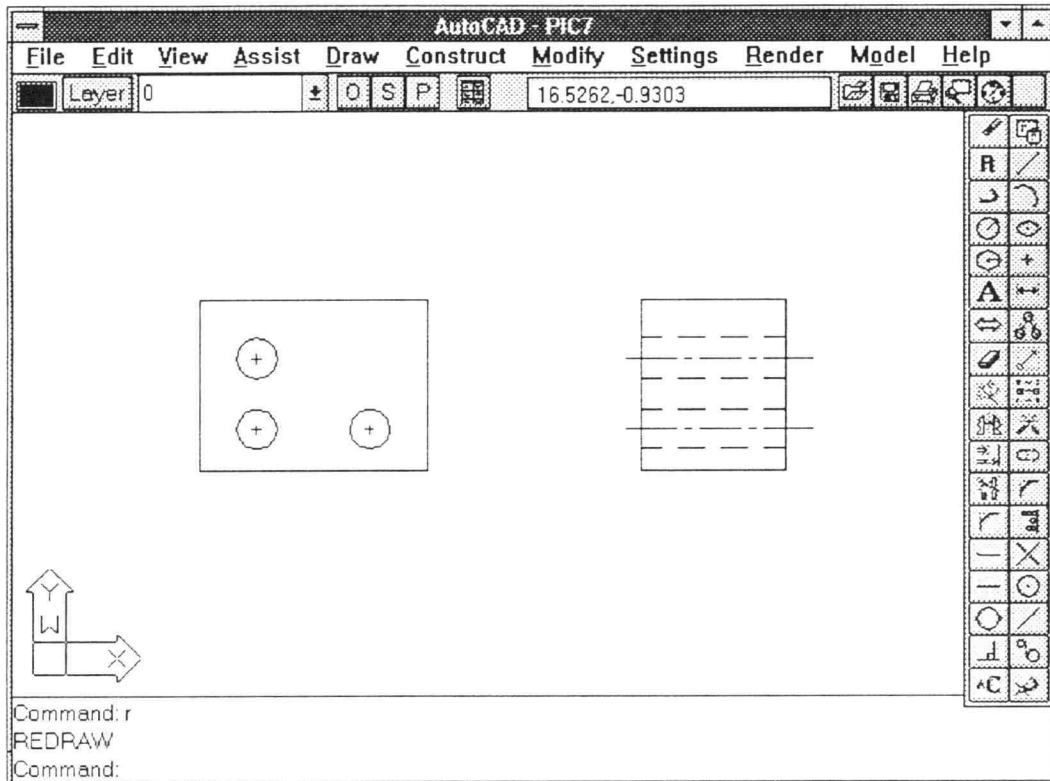 AutoCAD - PIC7
File Edit View Assist Draw Construct Modify Settings Render Model Help
Layer 0 O S P 16.5262,-0.9303
R
A
Y
W
X
*C
Command: r
REDRAW
Command: